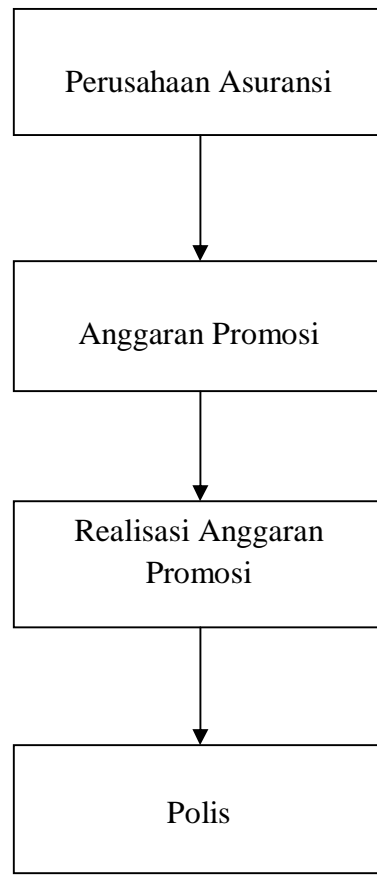 Perusahaan Asuransi
Anggaran Promosi
Realisasi Anggaran
Promosi
Polis